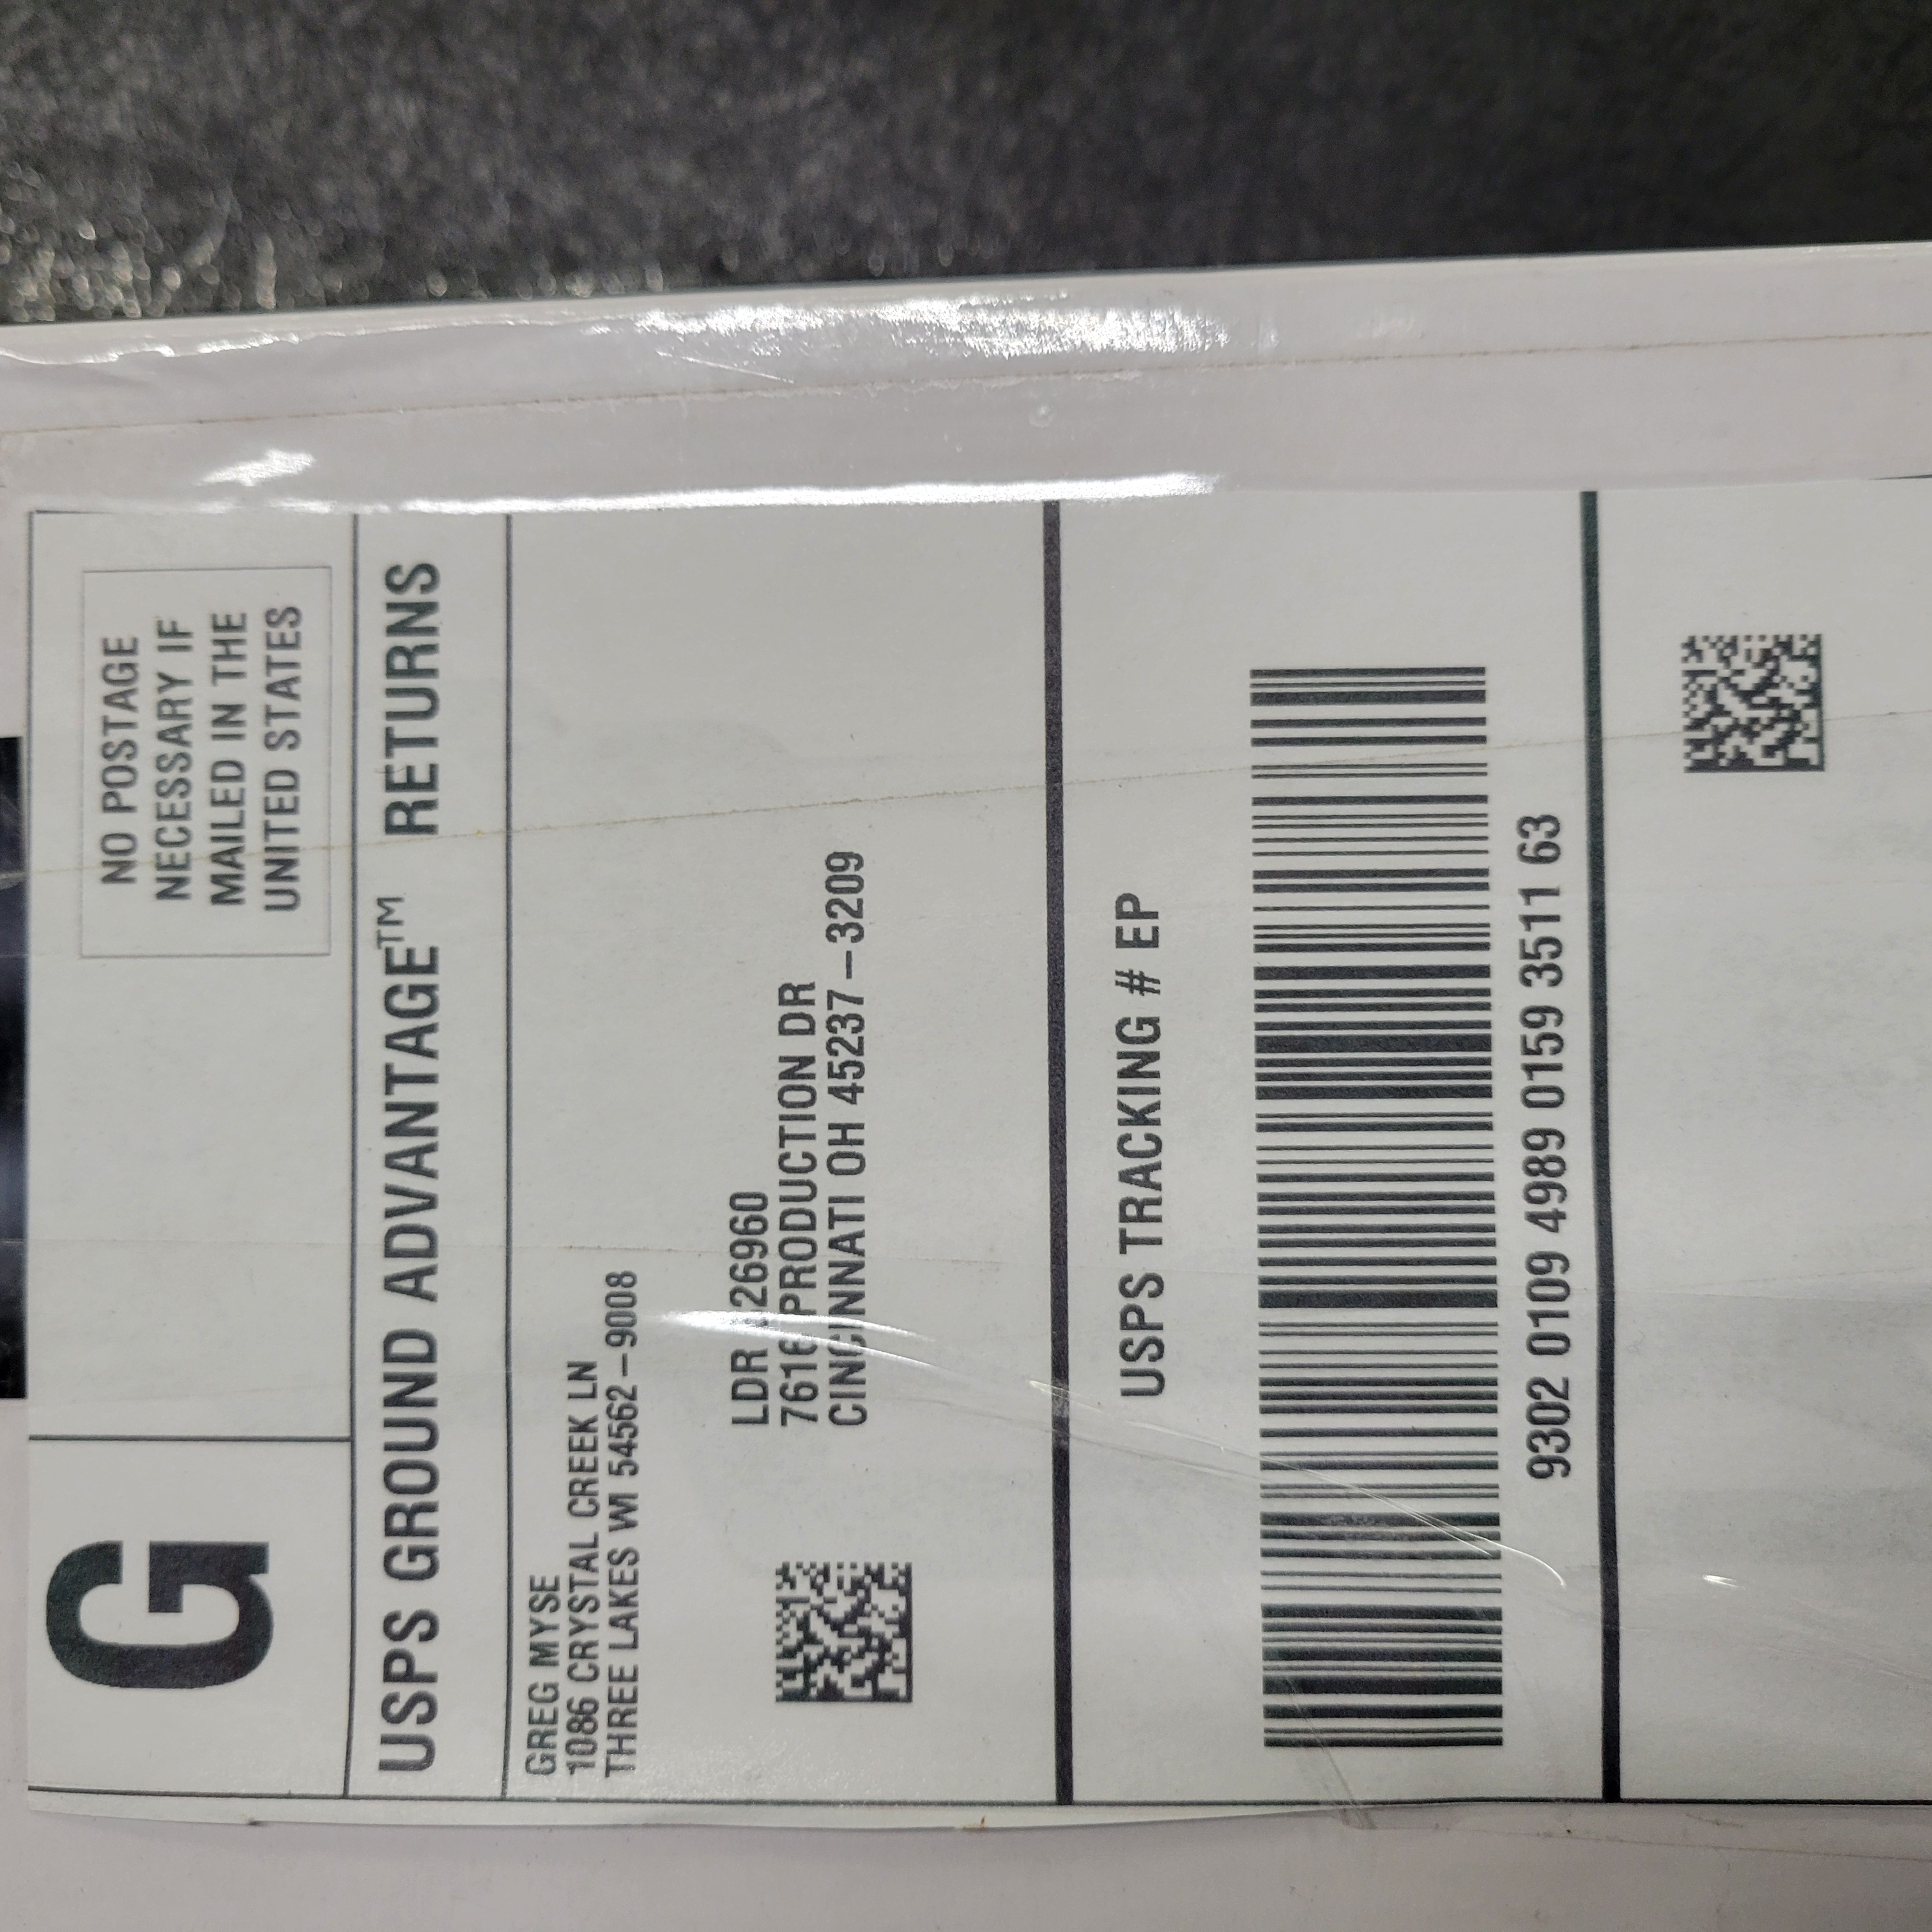 G
NO POSTAGE
NECESSARY IF
MAILED IN THE
UNITED STATES
USPS GROUND ADVANTAGE™ RETURNS
GREG MYSE
1086 CRYSTAL CREEK LN
THREE LAKES WI 54562-9008
LDR 26960
PRODUCTION DR
CINCINNATI OH 45237-3209
USPS TRACKING # EP
9302 0109 4989 0159 3511 63